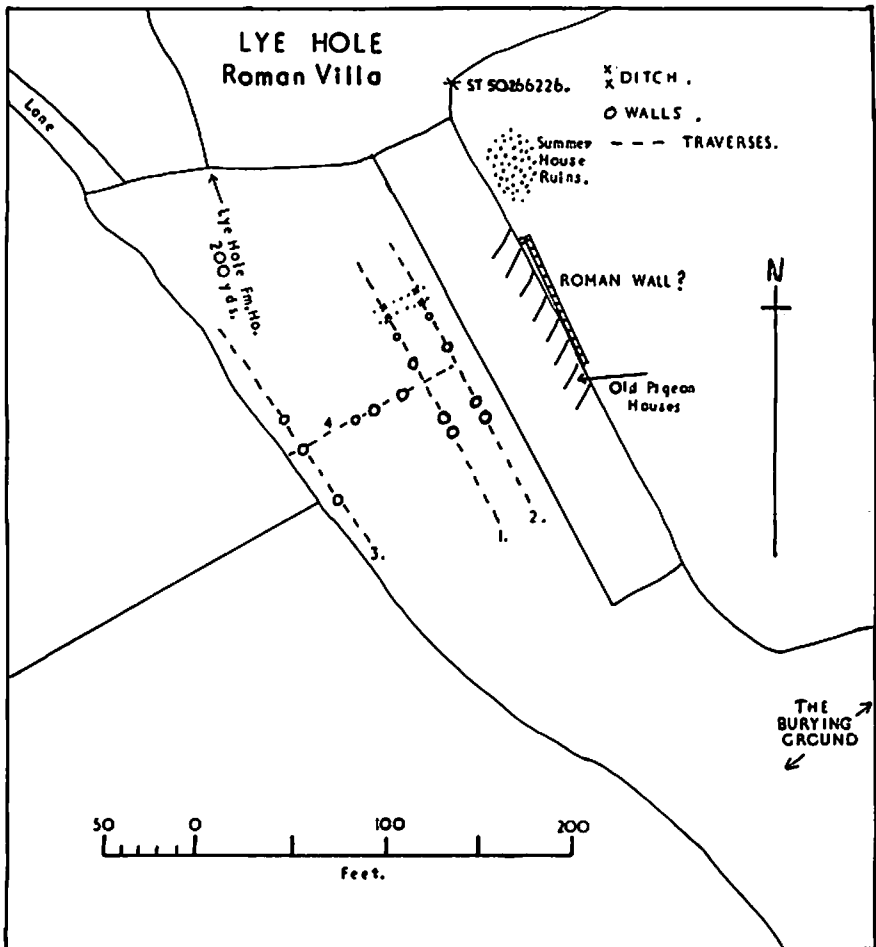 LYE HOLE
Roman Villa
ST 50266226.
x DITCH .
x
O WALLS .
--- TRAVERSES.
Lane
Summer
House
Ruins.
Lye Hole Fm. Ho.
200 yds.
N
ROMAN WALL?
Old Pigeon
Houses
4
2.
1.
3.
THE
BURYING
GROUND
50 0 100 200
Feet.